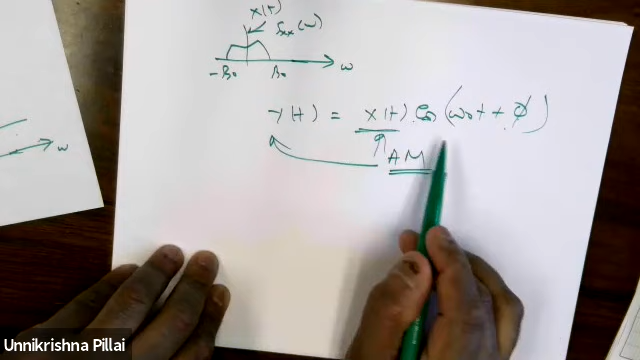 X(t)
Sxx(ω)
-B₀ B₀ ω
Y(t) = X(t) . Cos (ω₀t + φ)
AM
ω
Unnikrishna Pillai